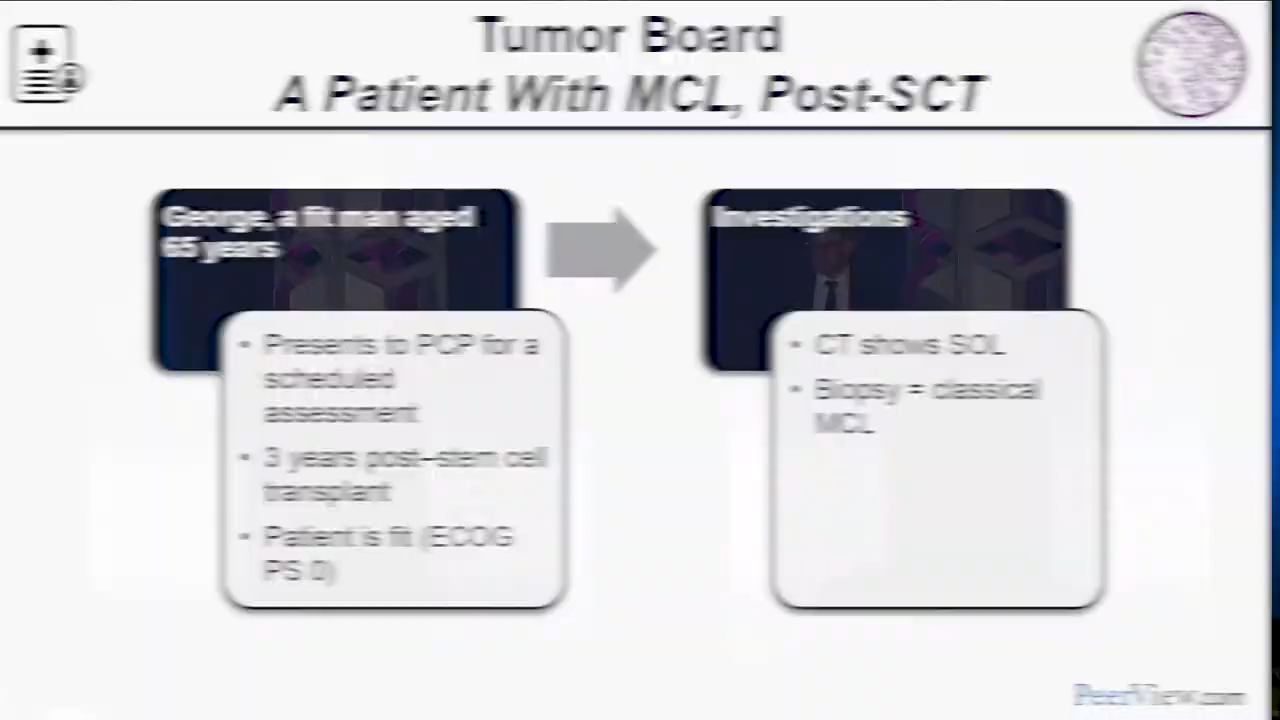 Tumor Board
A Patient With MCL, Post-SCT
George, a fit man aged
65 years
Investigations
• Presents to PCP for a
scheduled
assessment
• 3 years post–stem cell
transplant
• Patient is fit (ECOG
PS 0)
• CT shows SOL
• Biopsy = classical
MCL
PeerView.com